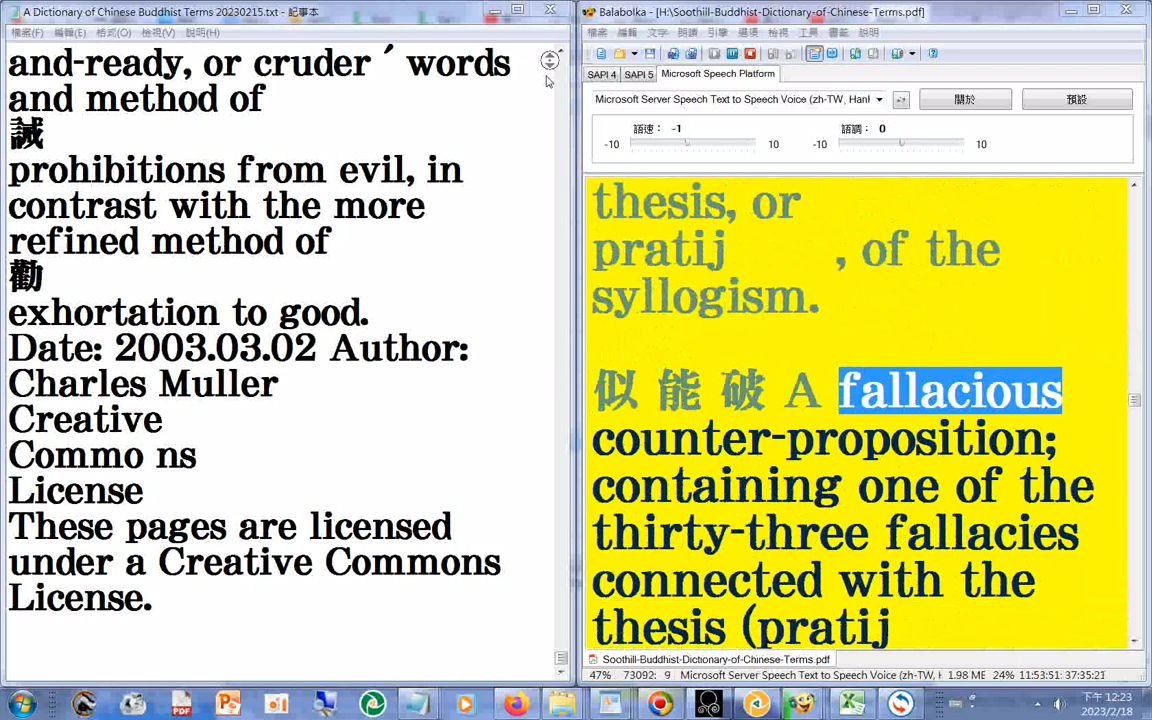 A Dictionary of Chinese Buddhist Terms 20230215.txt - 記事本
檔案(F) 編輯(E) 格式(O) 檢視(V) 說明(H)
and-ready, or cruder ´ words
and method of
誡
prohibitions from evil, in
contrast with the more
refined method of
勸
exhortation to good.
Date: 2003.03.02 Author:
Charles Muller
Creative
Commo ns
License
These pages are licensed
under a Creative Commons
License.
Balabolka - [H:\Soothill-Buddhist-Dictionary-of-Chinese-Terms.pdf]
檔案 編輯 文字 朗讀 引擎 選項 檢視 工具 書籤 說明
SAPI 4 SAPI 5 Microsoft Speech Platform
Microsoft Server Speech Text to Speech Voice (zh-TW, Hanl
關於 預設
語速： -1 語調： 0
-10 10 -10 10
thesis, or
pratij , of the
syllogism.
似 能 破 A fallacious
counter-proposition;
containing one of the
thirty-three fallacies
connected with the
thesis (pratij
Soothill-Buddhist-Dictionary-of-Chinese-Terms.pdf
47% 73092: 9 Microsoft Server Speech Text to Speech Voice (zh-TW, H 1.98 ME 24% 11:53:51: 37:35:21
PDF
下午 12:23
2023/2/18